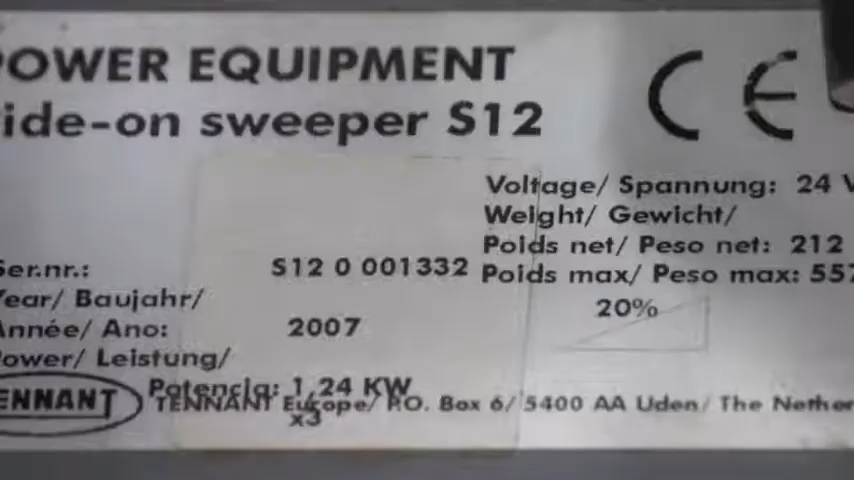 POWER EQUIPMENT
ide-on sweeper S12
CE
Voltage/ Spannung: 24 V
Weight/ Gewicht/
Poids net/ Peso net: 212
Poids max/ Peso max: 557
20%
Ser.nr.: S12 0 001332
Year/ Baujahr/
Année/ Ano: 2007
Power/ Leistung/
Potencia: 1,24 KW
x3
TENNANT
TENNANT Europe/ P.O. Box 6/ 5400 AA Uden/ The Nether